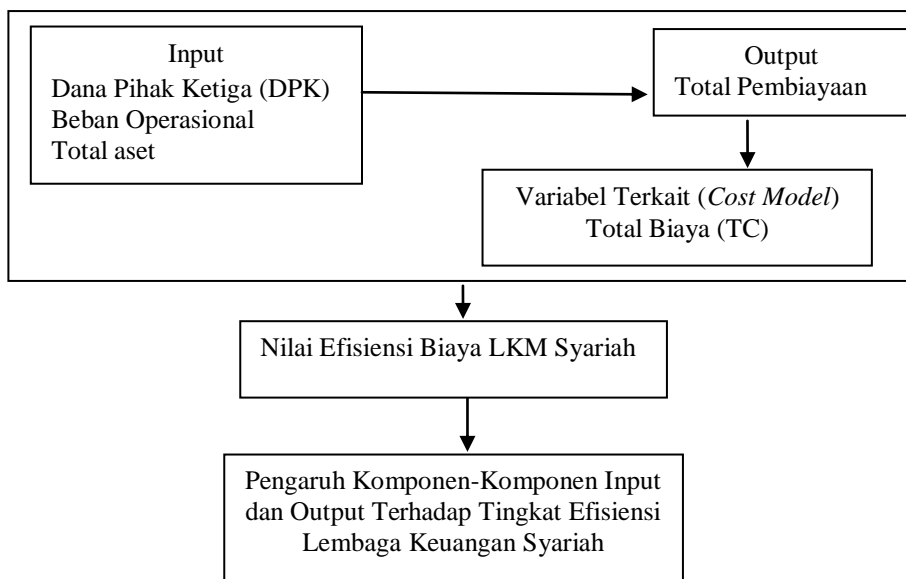 Input
Dana Pihak Ketiga (DPK)
Beban Operasional
Total aset
Output
Total Pembiayaan
Variabel Terkait (Cost Model)
Total Biaya (TC)
Nilai Efisiensi Biaya LKM Syariah
Pengaruh Komponen-Komponen Input
dan Output Terhadap Tingkat Efisiensi
Lembaga Keuangan Syariah